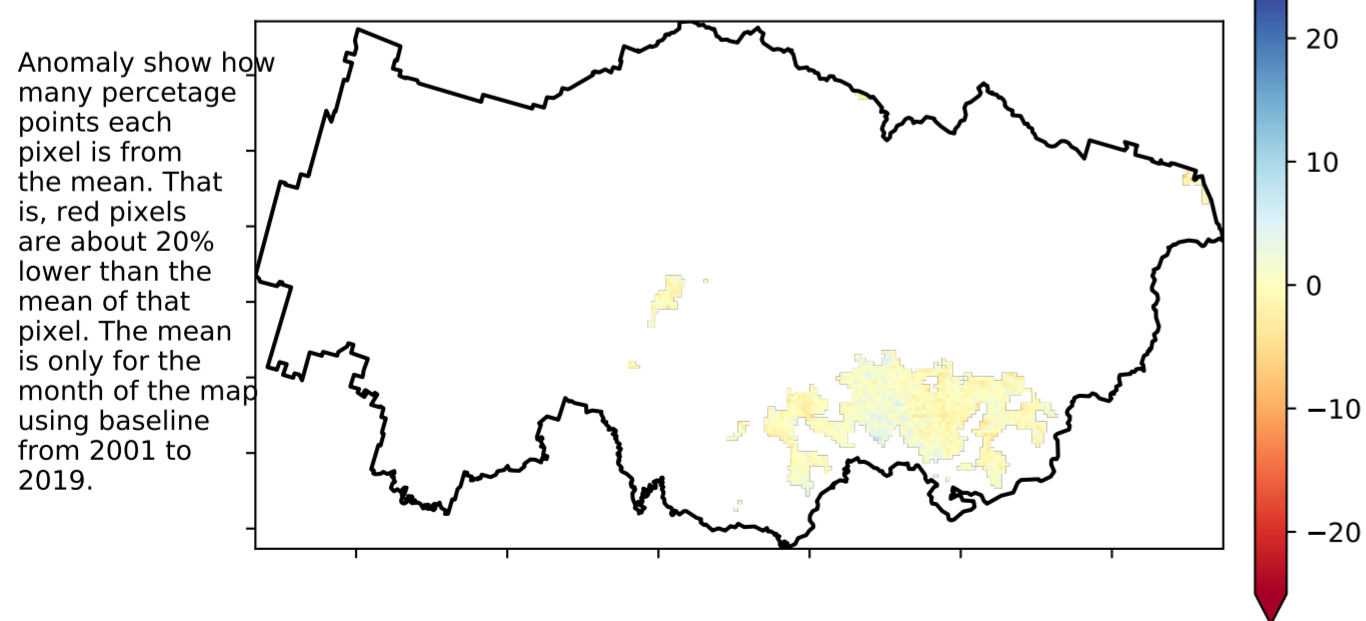 Anomaly show how
many percetage
points each
pixel is from
the mean. That
is, red pixels
are about 20%
lower than the
mean of that
pixel. The mean
is only for the
month of the map
using baseline
from 2001 to
2019.
20
10
0
−10
−20